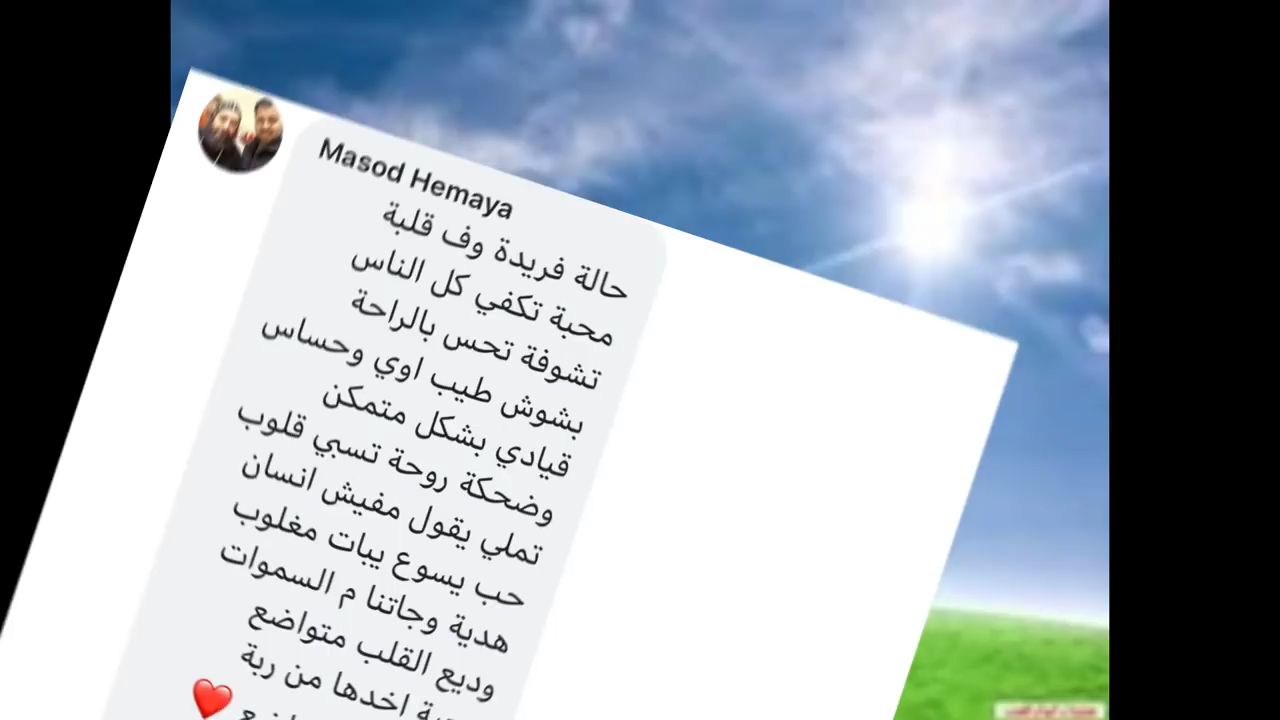 Masod Hemaya
حالة فريدة وف قلبة
محبة تكفي كل الناس
تشوفة تحس بالراحة
بشوش طيب اوي وحساس
قيادي بشكل متمكن
وضحكة روحة تسبي قلوب
تملي يقول مفيش انسان
حب يسوع يبات مغلوب
هدية وجاتنا م السموات
وديع القلب متواضع
اخدها من ربة
❤️